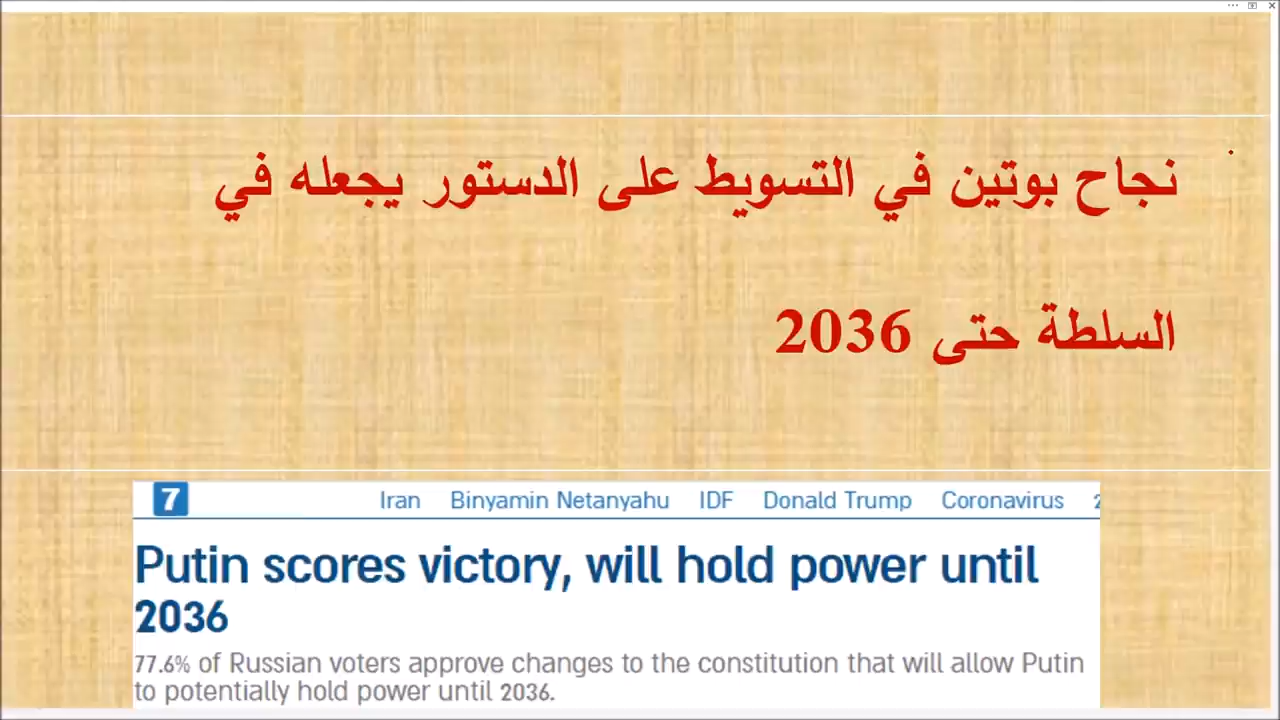 نجاح بوتين في التسويط على الدستور يجعله في
السلطة حتى 2036
7 Iran Binyamin Netanyahu IDF Donald Trump Coronavirus
Putin scores victory, will hold power until
2036
77.6% of Russian voters approve changes to the constitution that will allow Putin
to potentially hold power until 2036.